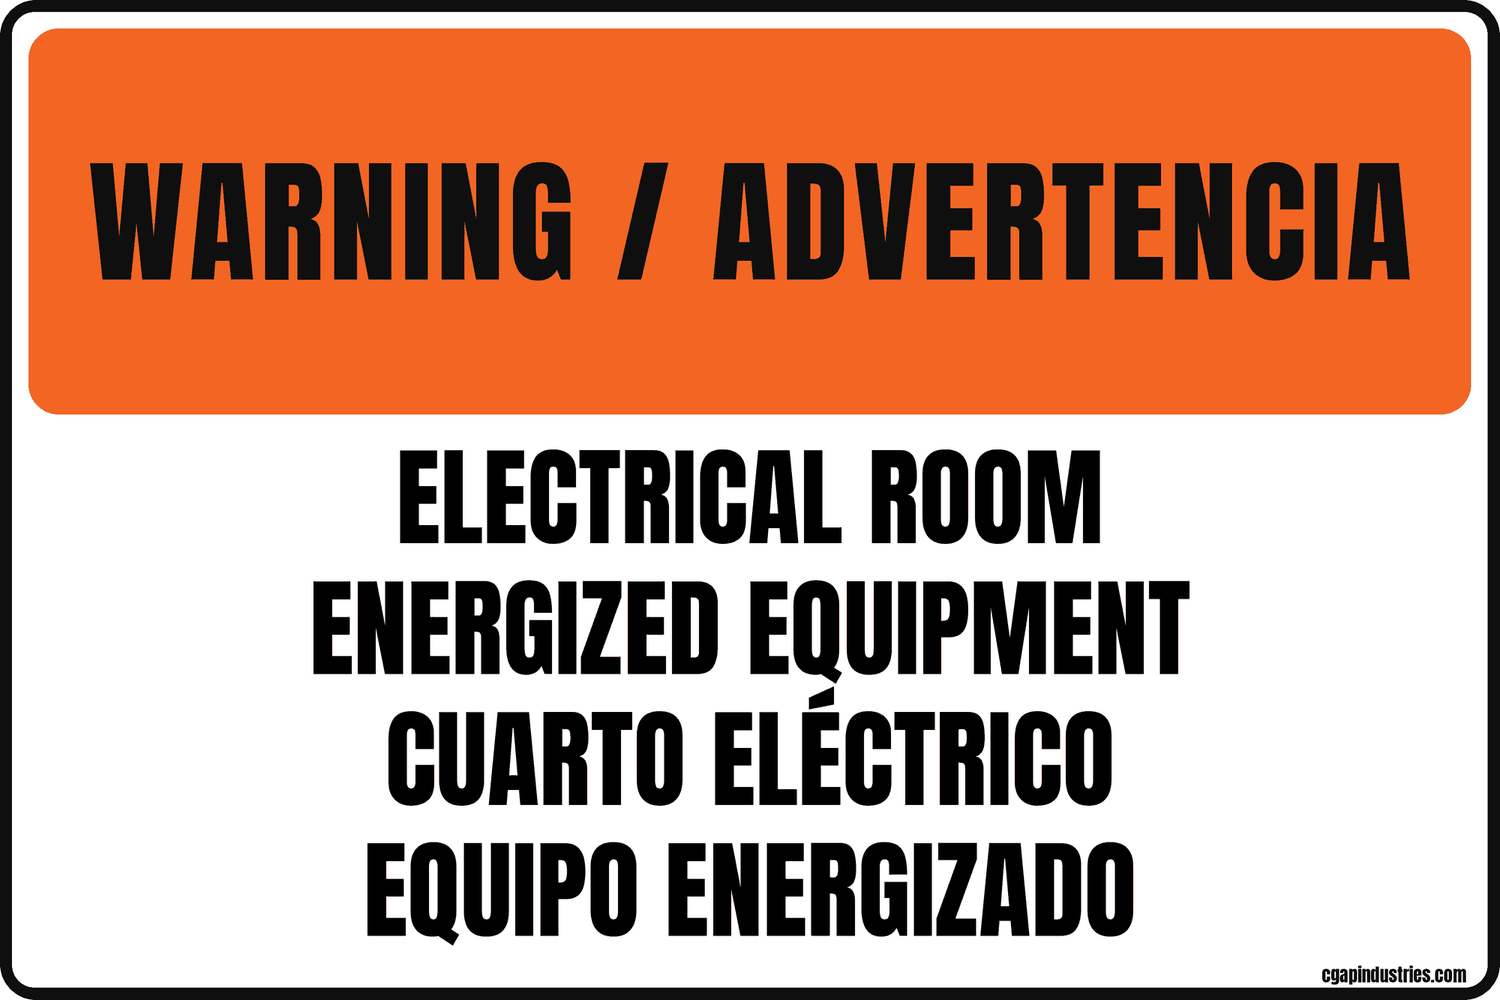 WARNING / ADVERTENCIA
ELECTRICAL ROOM
ENERGIZED EQUIPMENT
CUARTO ELÉCTRICO
EQUIPO ENERGIZADO
cgapindustries.com